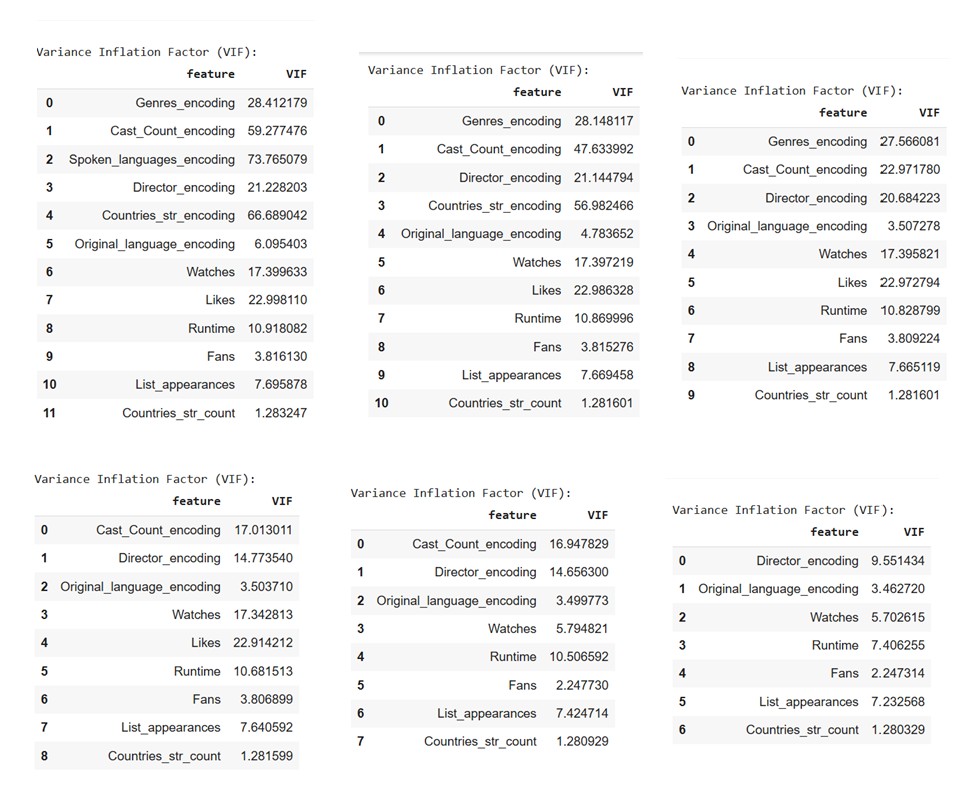 Variance Inflation Factor (VIF):
feature VIF
0 Genres_encoding 28.412179
1 Cast_Count_encoding 59.277476
2 Spoken_languages_encoding 73.765079
3 Director_encoding 21.228203
4 Countries_str_encoding 66.689042
5 Original_language_encoding 6.095403
6 Watches 17.399633
7 Likes 22.998110
8 Runtime 10.918082
9 Fans 3.816130
10 List_appearances 7.695878
11 Countries_str_count 1.283247
Variance Inflation Factor (VIF):
feature VIF
0 Genres_encoding 28.148117
1 Cast_Count_encoding 47.633992
2 Director_encoding 21.144794
3 Countries_str_encoding 56.982466
4 Original_language_encoding 4.783652
5 Watches 17.397219
6 Likes 22.986328
7 Runtime 10.869996
8 Fans 3.815276
9 List_appearances 7.669458
10 Countries_str_count 1.281601
Variance Inflation Factor (VIF):
feature VIF
0 Genres_encoding 27.566081
1 Cast_Count_encoding 22.971780
2 Director_encoding 20.684223
3 Original_language_encoding 3.507278
4 Watches 17.395821
5 Likes 22.972794
6 Runtime 10.828799
7 Fans 3.809224
8 List_appearances 7.665119
9 Countries_str_count 1.281601
Variance Inflation Factor (VIF):
feature VIF
0 Cast_Count_encoding 17.013011
1 Director_encoding 14.773540
2 Original_language_encoding 3.503710
3 Watches 17.342813
4 Likes 22.914212
5 Runtime 10.681513
6 Fans 3.806899
7 List_appearances 7.640592
8 Countries_str_count 1.281599
Variance Inflation Factor (VIF):
feature VIF
0 Cast_Count_encoding 16.947829
1 Director_encoding 14.656300
2 Original_language_encoding 3.499773
3 Watches 5.794821
4 Runtime 10.506592
5 Fans 2.247730
6 List_appearances 7.424714
7 Countries_str_count 1.280929
Variance Inflation Factor (VIF):
feature VIF
0 Director_encoding 9.551434
1 Original_language_encoding 3.462720
2 Watches 5.702615
3 Runtime 7.406255
4 Fans 2.247314
5 List_appearances 7.232568
6 Countries_str_count 1.280329